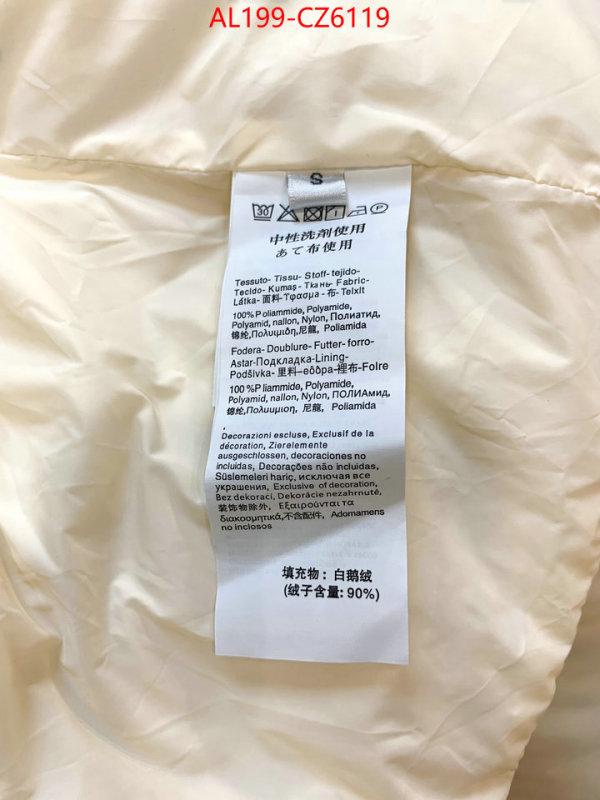 AL199-CZ6119
S
30 P
中性洗剤使用
あて布使用
Tessuto- Tissu- Stoff- tejido-
Tecido- Kumaş- Ткань- Fabric-
Látka- 面料-Τφασμα - 布- Telxlt
100%P oliammide, Polyamide,
Polyamid, nallon, Nylon, Полиатид,
锦纶,Πολυμιδη, 尼龍, Poliamida
Fodera- Doublure- Futter- forro-
Astar-Подкладка-Lining-
Podšívka- 里料-εδδρα-裡布-Folre
100 %P liammide, Polyamide,
Polyamid, nallon, Nylon, ПОЛИАмид,
锦纶,Πολυυμιοη, 尼龍, Poliamida
Decorazioni escluse, Exclusif de la
décoration, Zierelemente
ausgeschlossen, decoraciones no
incluidas, Decorações não incluidas,
Süslemeleri hariç, исключая все
украшения, Exclusive of decoration,
Bez dekorací, Dekorácie nezahrnuté,
装饰物除外, Εξαιρούνται τα
διακοσμητικά,不含配件, Adornamens
no inclosos
填充物：白鹅绒
(绒子含量: 90%)